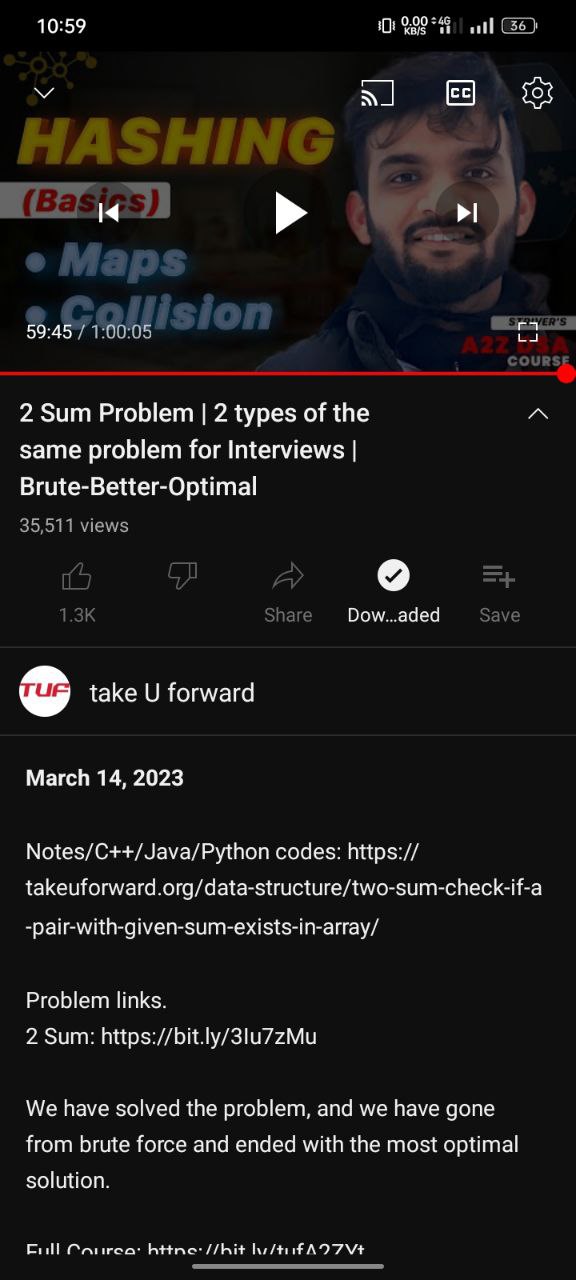 10:59
0.00 KB/S 4G 36
CC
HASHING
(Basics)
• Maps
• Collision
59:45 / 1:00:05
STRIVER'S
A2Z DSA
COURSE
2 Sum Problem | 2 types of the
same problem for Interviews |
Brute-Better-Optimal
35,511 views
1.3K Share Dow...aded Save
TUF take U forward
March 14, 2023
Notes/C++/Java/Python codes: https://
takeuforward.org/data-structure/two-sum-check-if-a
-pair-with-given-sum-exists-in-array/
Problem links.
2 Sum: https://bit.ly/3Iu7zMu
We have solved the problem, and we have gone
from brute force and ended with the most optimal
solution.
Full Course: https://bit.ly/tufA2ZYt